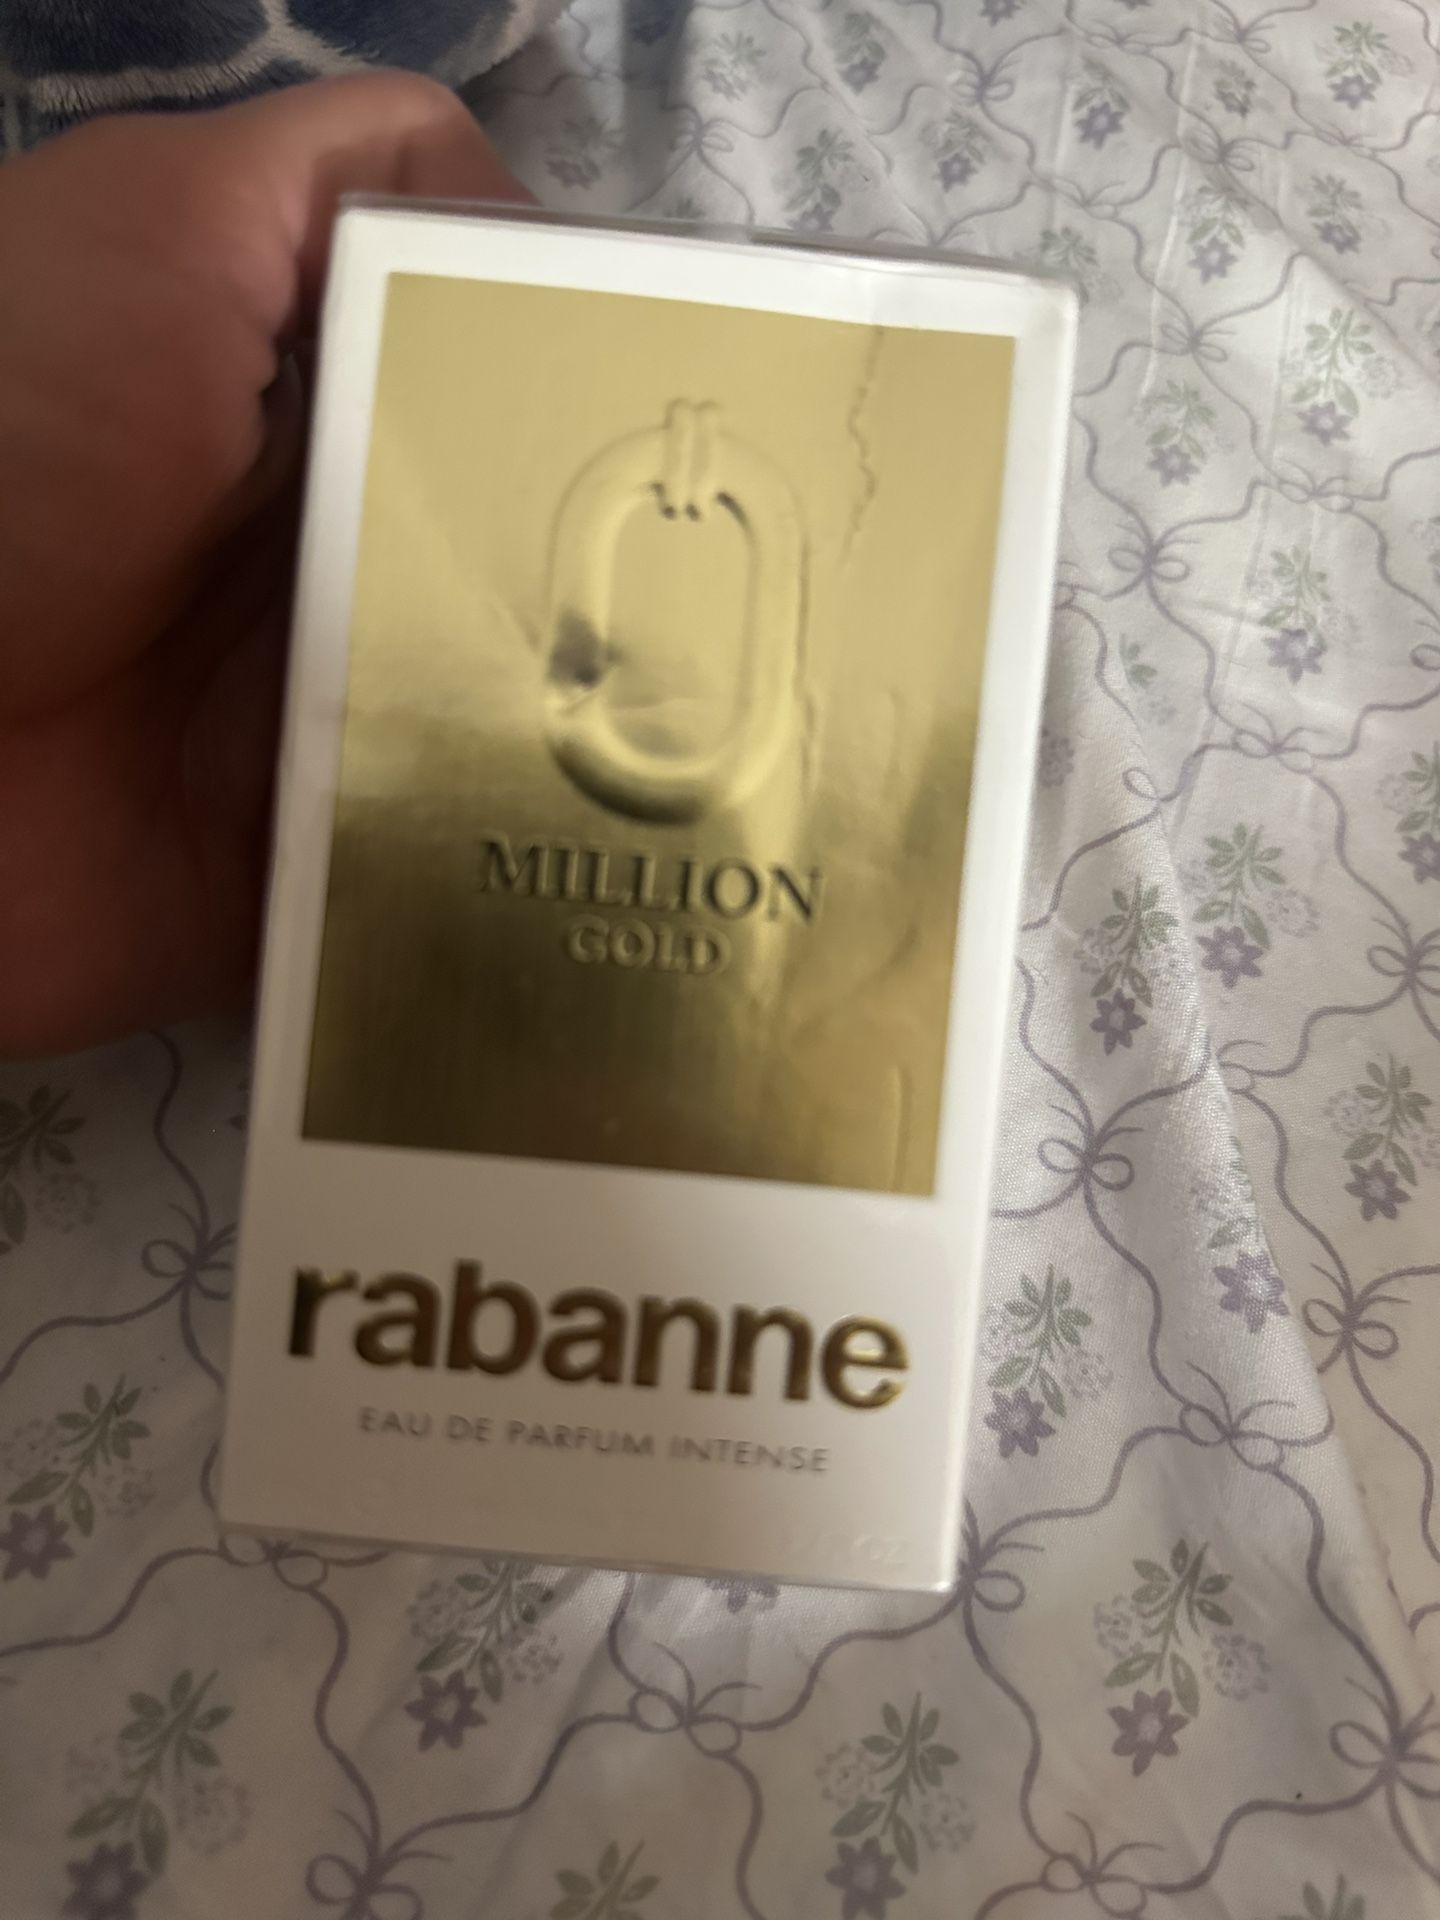 MILLION
GOLD
rabanne
EAU DE PARFUM INTENSE